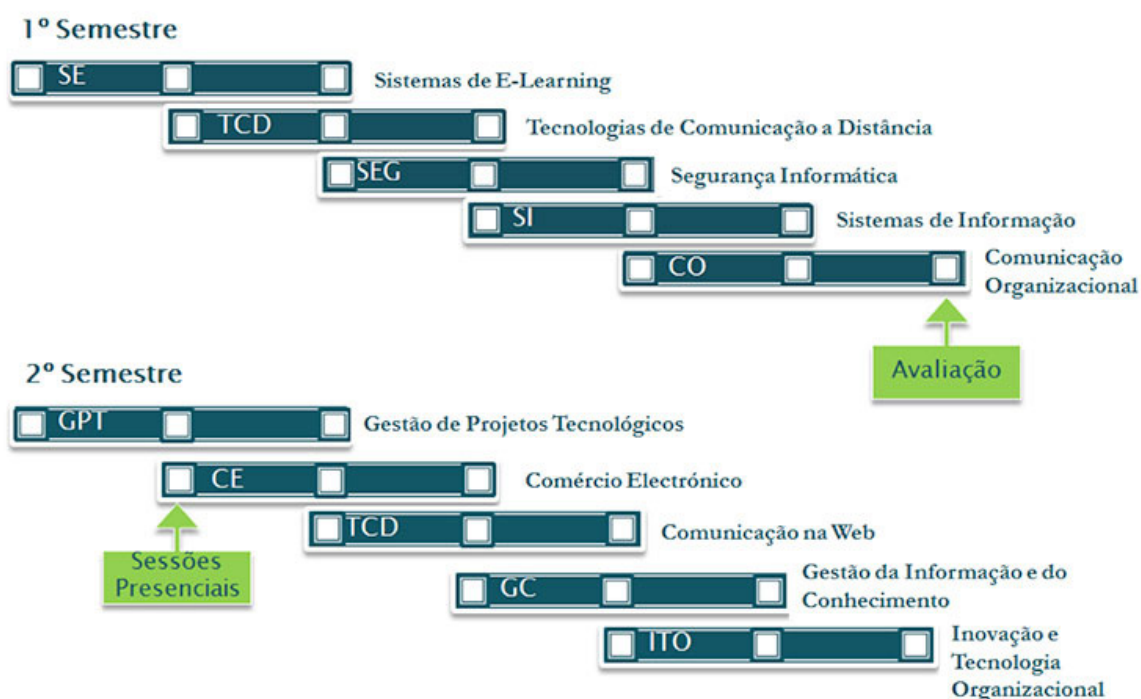 1º Semestre
SE
Sistemas de E-Learning
TCD
Tecnologias de Comunicação a Distância
SEG
Segurança Informática
SI
Sistemas de Informação
CO
Comunicação
Organizacional
Avaliação
2º Semestre
GPT
Gestão de Projetos Tecnológicos
CE
Comércio Electrónico
TCD
Comunicação na Web
Sessões
Presenciais
GC
Gestão da Informação e do
Conhecimento
ITO
Inovação e
Tecnologia
Organizacional